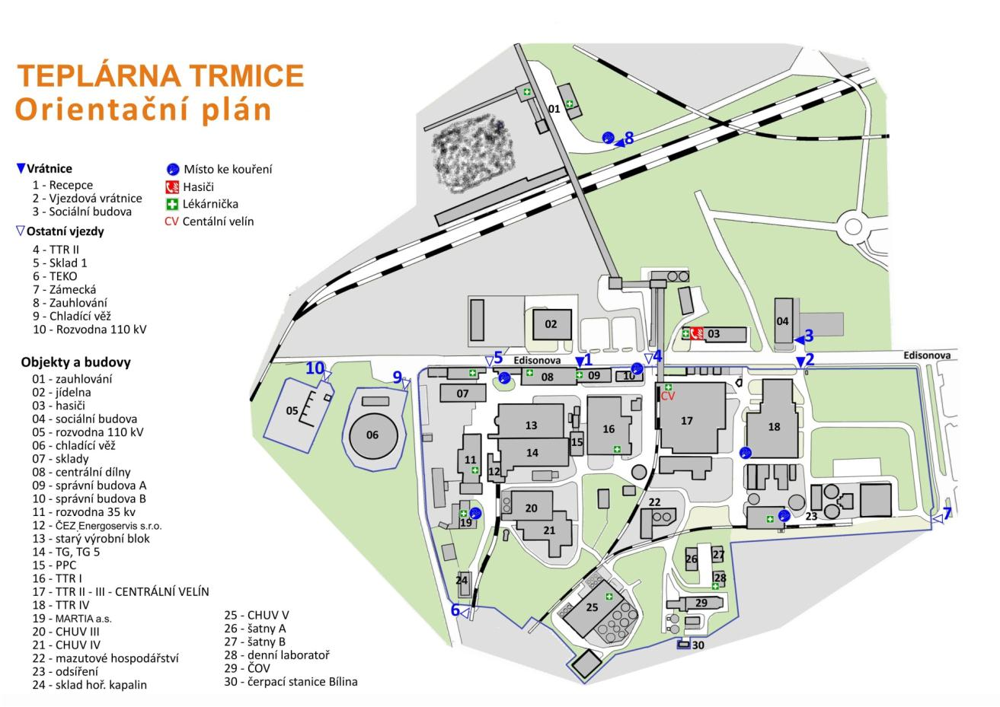 TEPLÁRNA TRMICE
Orientační plán
Vrátnice
1 - Recepce
2 - Vjezdová vrátnice
3 - Sociální budova
Ostatní vjezdy
4 - TTR II
5 - Sklad 1
6 - TEKO
7 - Zámecká
8 - Zauhlování
9 - Chladící věž
10 - Rozvodna 110 kV
Místo ke kouření
Hasiči
Lékárnička
CV Centální velín
Objekty a budovy
01 - zauhlování
02 - jídelna
03 - hasiči
04 - sociální budova
05 - rozvodna 110 kV
06 - chladící věž
07 - sklady
08 - centrální dílny
09 - správní budova A
10 - správní budova B
11 - rozvodna 35 kv
12 - ČEZ Energoservis s.r.o.
13 - starý výrobní blok
14 - TG, TG 5
15 - PPC
16 - TTR I
17 - TTR II - III - CENTRÁLNÍ VELÍN
18 - TTR IV
19 - MARTIA a.s.
20 - CHUV III
21 - CHUV IV
22 - mazutové hospodářství
23 - odsíření
24 - sklad hoř. kapalin
25 - CHUV V
26 - šatny A
27 - šatny B
28 - denní laboratoř
29 - ČOV
30 - čerpací stanice Bílina
01
8
02
03
04
3
5
Edisonova
1
4
2
Edisonova
10
9
08
09
10
07
CV
05
06
13
16
17
18
15
14
11
12
20
22
23
7
19
21
26
27
24
28
6
25
29
30